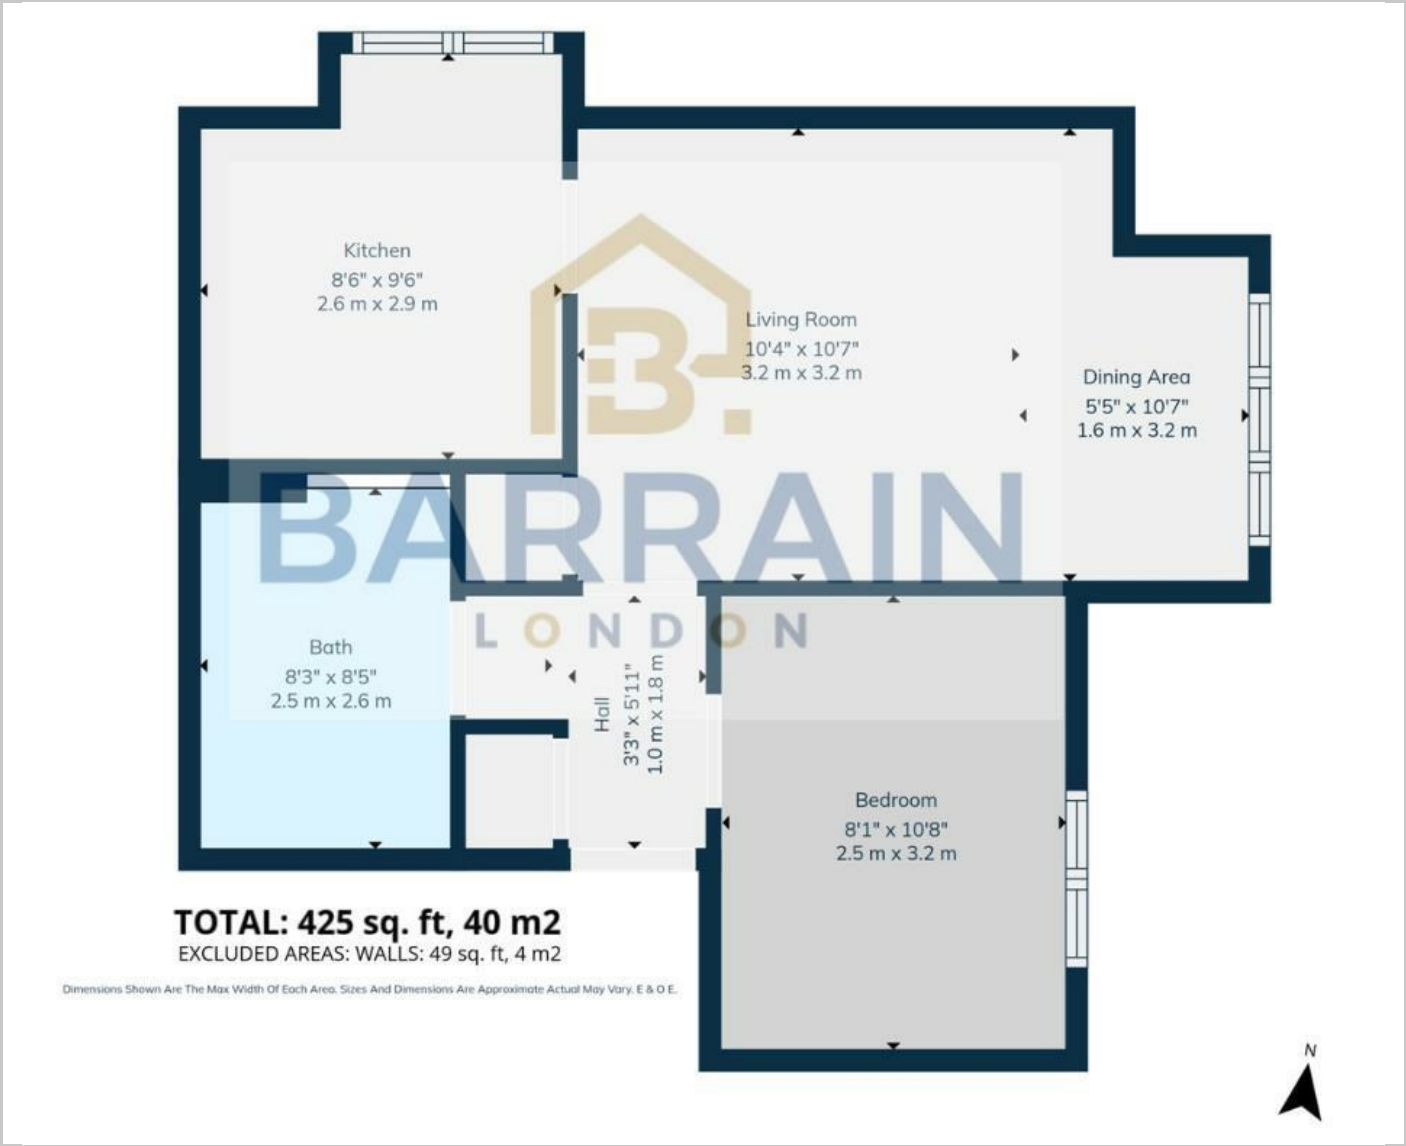 Kitchen
8'6" x 9'6"
2.6 m x 2.9 m
Living Room
10'4" x 10'7"
3.2 m x 3.2 m
Dining Area
5'5" x 10'7"
1.6 m x 3.2 m
B.
BARRAIN
LONDON
Bath
8'3" x 8'5"
2.5 m x 2.6 m
Hall
3'3" x 5'11"
1.0 m x 1.8 m
Bedroom
8'1" x 10'8"
2.5 m x 3.2 m
TOTAL: 425 sq. ft, 40 m2
EXCLUDED AREAS: WALLS: 49 sq. ft, 4 m2
Dimensions Shown Are The Max Width Of Each Area. Sizes And Dimensions Are Approximate Actual May Vary. E & O E.
N